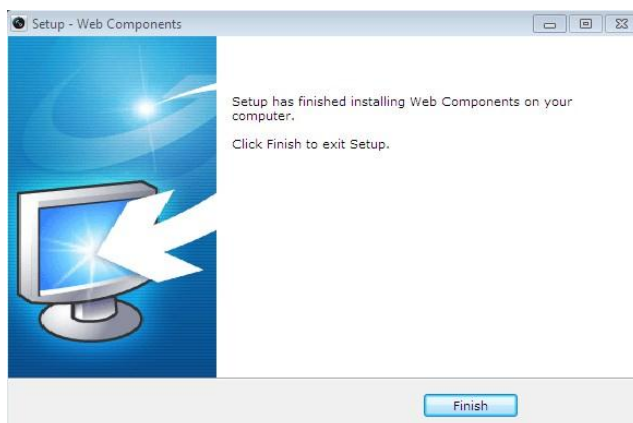 Setup - Web Components
Setup has finished installing Web Components on your
computer.
Click Finish to exit Setup.
Finish